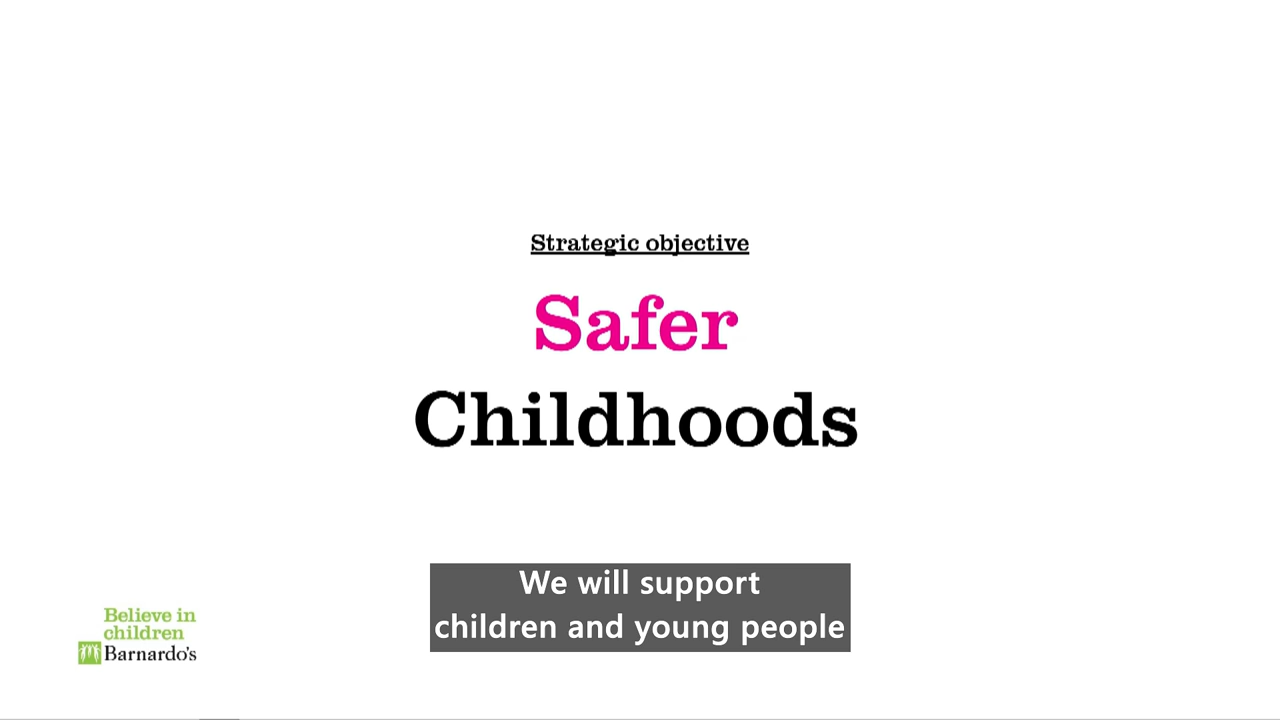 Strategic objective
Safer
Childhoods
We will support
children and young people
Believe in
children
Barnardo's